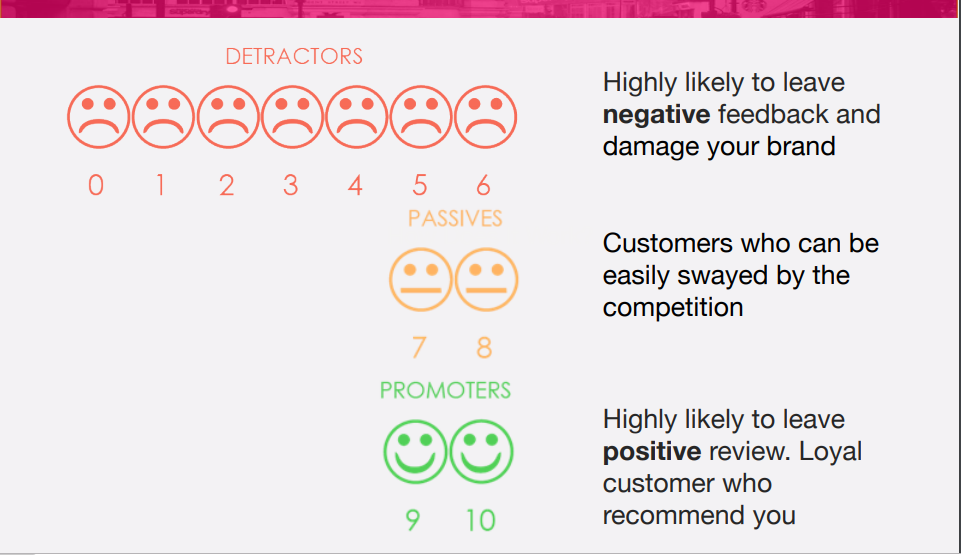 DETRACTORS
Highly likely to leave
negative feedback and
damage your brand
0 1 2 3 4 5 6
PASSIVES
Customers who can be
easily swayed by the
competition
7 8
PROMOTERS
Highly likely to leave
positive review. Loyal
customer who
recommend you
9 10